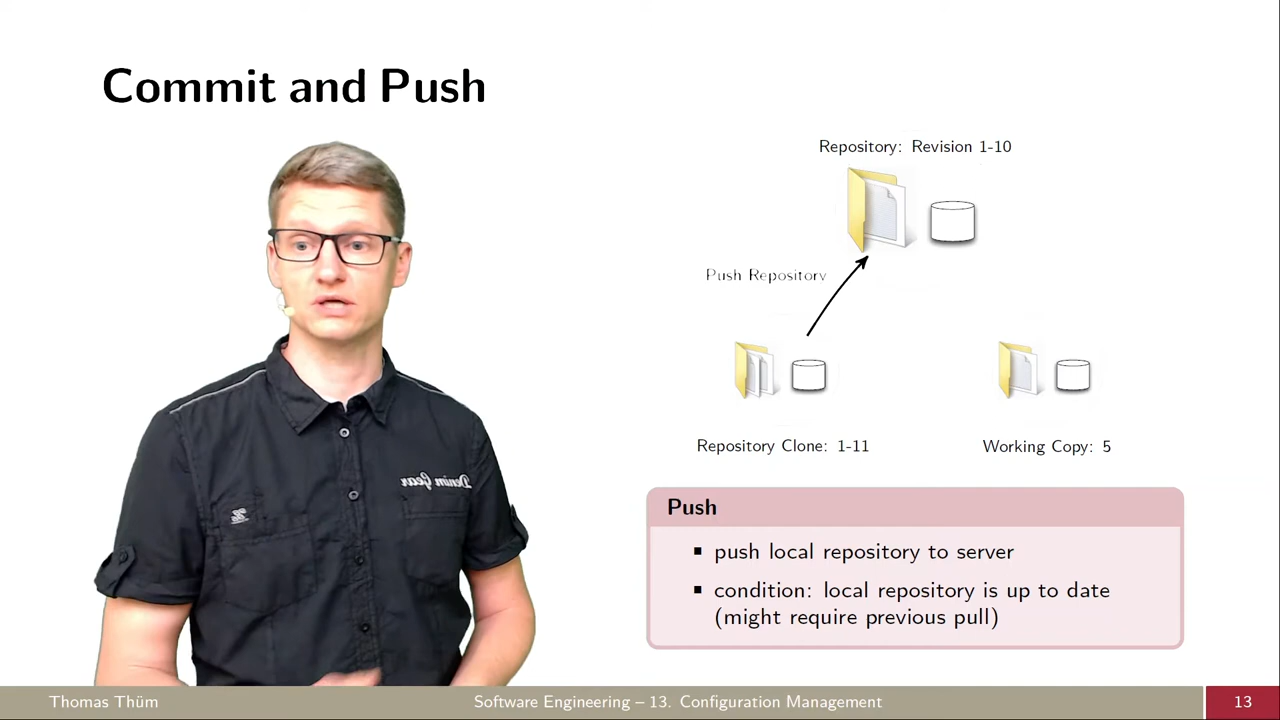 Commit and Push
Repository: Revision 1-10
Push Repository
Repository Clone: 1-11
Working Copy: 5
Denim Gear
Push
▪ push local repository to server
▪ condition: local repository is up to date
(might require previous pull)
Thomas Thüm
Software Engineering – 13. Configuration Management
13